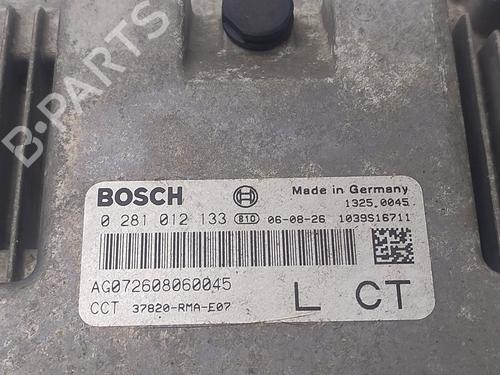 B-PARTS
BOSCH
Made in Germany
1325.0045
0 281 012 133 B10 06-08-26 1039S16711
AG072608060045
CCT 37820-RMA-E07
L CT